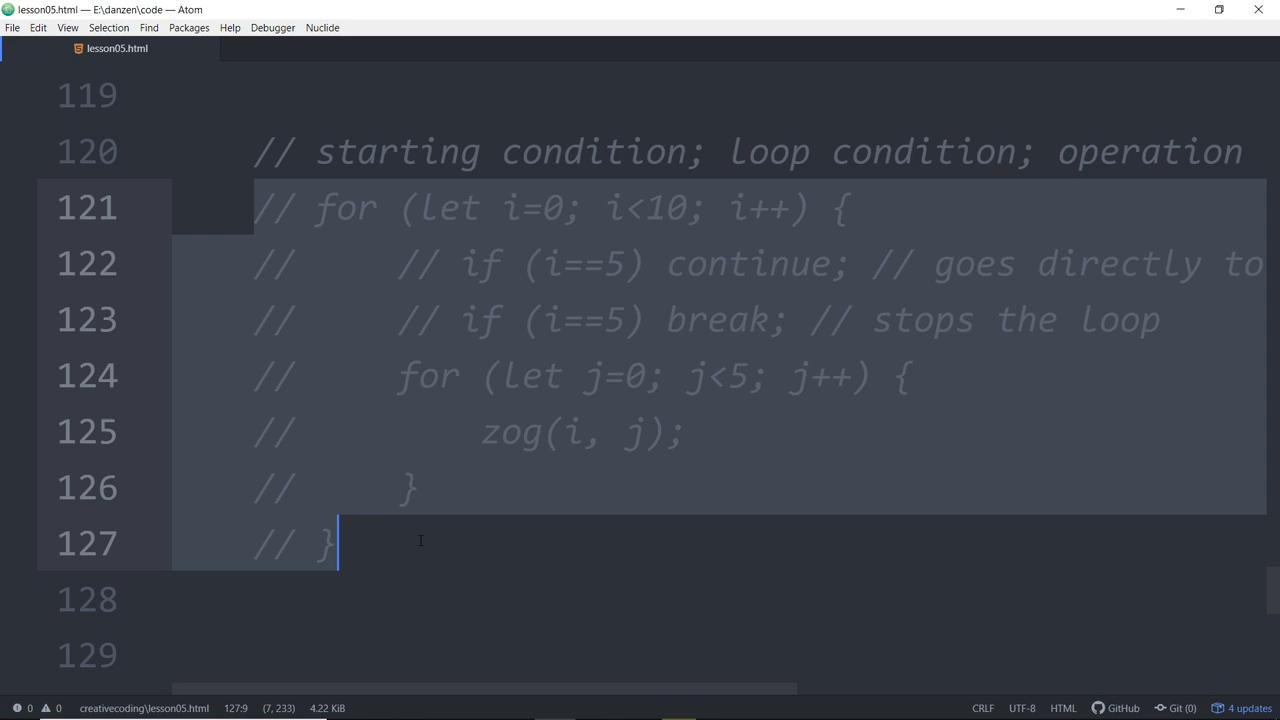 lesson05.html — E:\danzen\code — Atom
File Edit View Selection Find Packages Help Debugger Nuclide
lesson05.html
119
120 // starting condition; loop condition; operation
121 // for (let i=0; i<10; i++) {
122 // // if (i==5) continue; // goes directly to
123 // // if (i==5) break; // stops the loop
124 // for (let j=0; j<5; j++) {
125 // zog(i, j);
126 // }
127 // }
128
129
0 0 creativecoding\lesson05.html 127:9 (7, 233) 4.22 KiB CRLF UTF-8 HTML GitHub Git (0) 4 updates